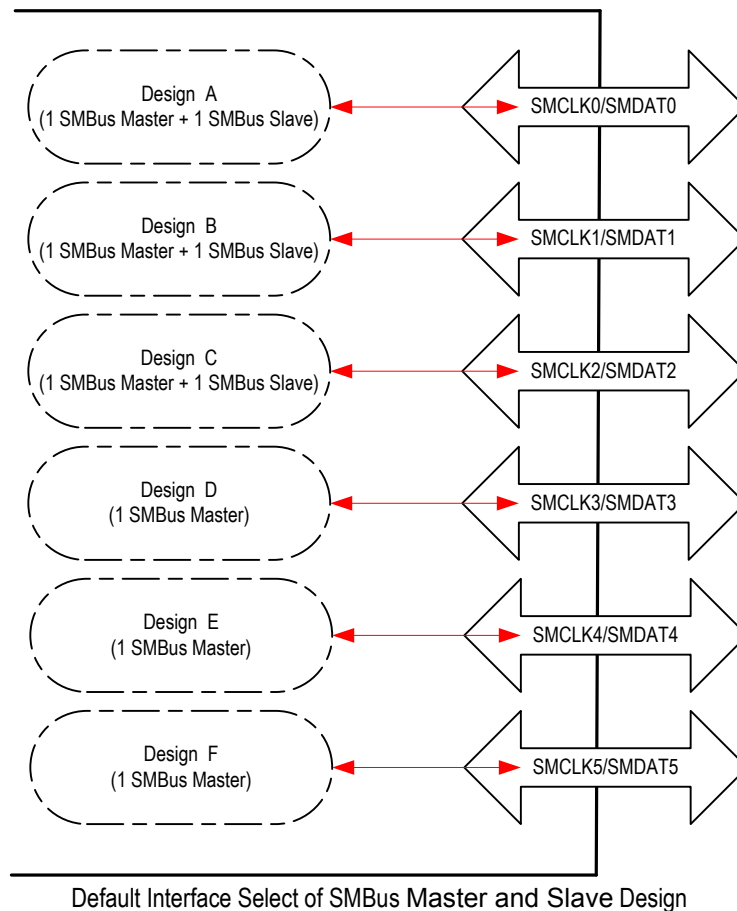 Design A
(1 SMBus Master + 1 SMBus Slave)
SMCLK0/SMDAT0
Design B
(1 SMBus Master + 1 SMBus Slave)
SMCLK1/SMDAT1
Design C
(1 SMBus Master + 1 SMBus Slave)
SMCLK2/SMDAT2
Design D
(1 SMBus Master)
SMCLK3/SMDAT3
Design E
(1 SMBus Master)
SMCLK4/SMDAT4
Design F
(1 SMBus Master)
SMCLK5/SMDAT5
Default Interface Select of SMBus Master and Slave Design